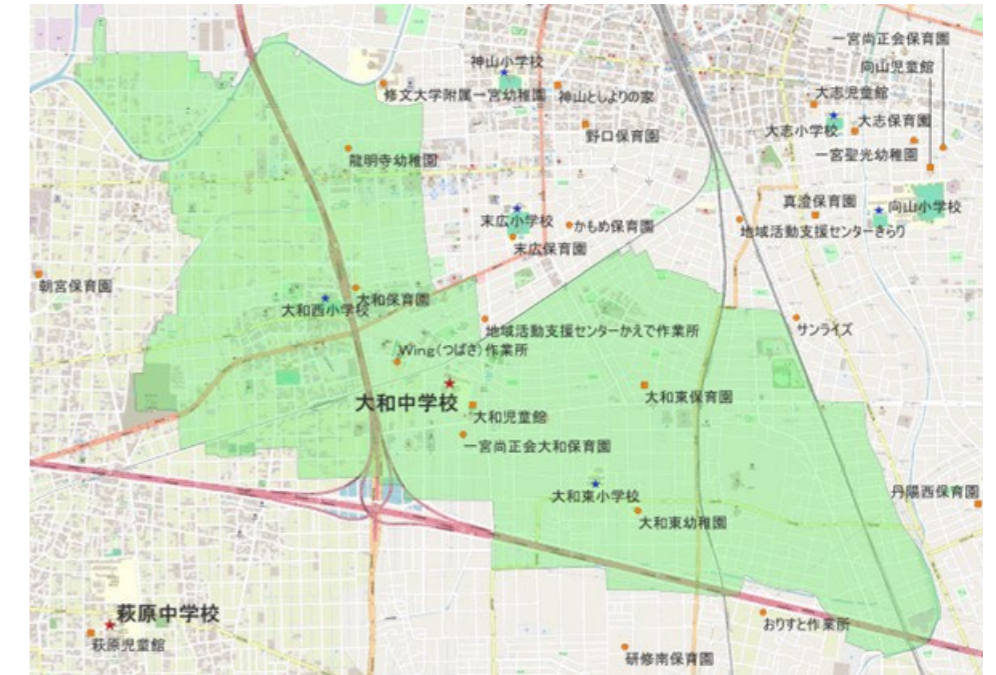 一宮尚正会保育園
神山小学校
向山児童館
修文大学附属一宮幼稚園
神山としよりの家
大志児童館
大志小学校
大志保育園
野口保育園
一宮聖光幼稚園
龍明寺幼稚園
真澄保育園
向山小学校
末広小学校
かもめ保育園
地域活動支援センターきらり
末広保育園
朝宮保育園
大和保育園
大和西小学校
地域活動支援センターかえで作業所
サンライズ
Wing(つばさ)作業所
大和中学校
大和東保育園
大和児童館
一宮尚正会大和保育園
大和東小学校
丹陽西保育園
大和東幼稚園
萩原中学校
おりすと作業所
萩原児童館
研修南保育園